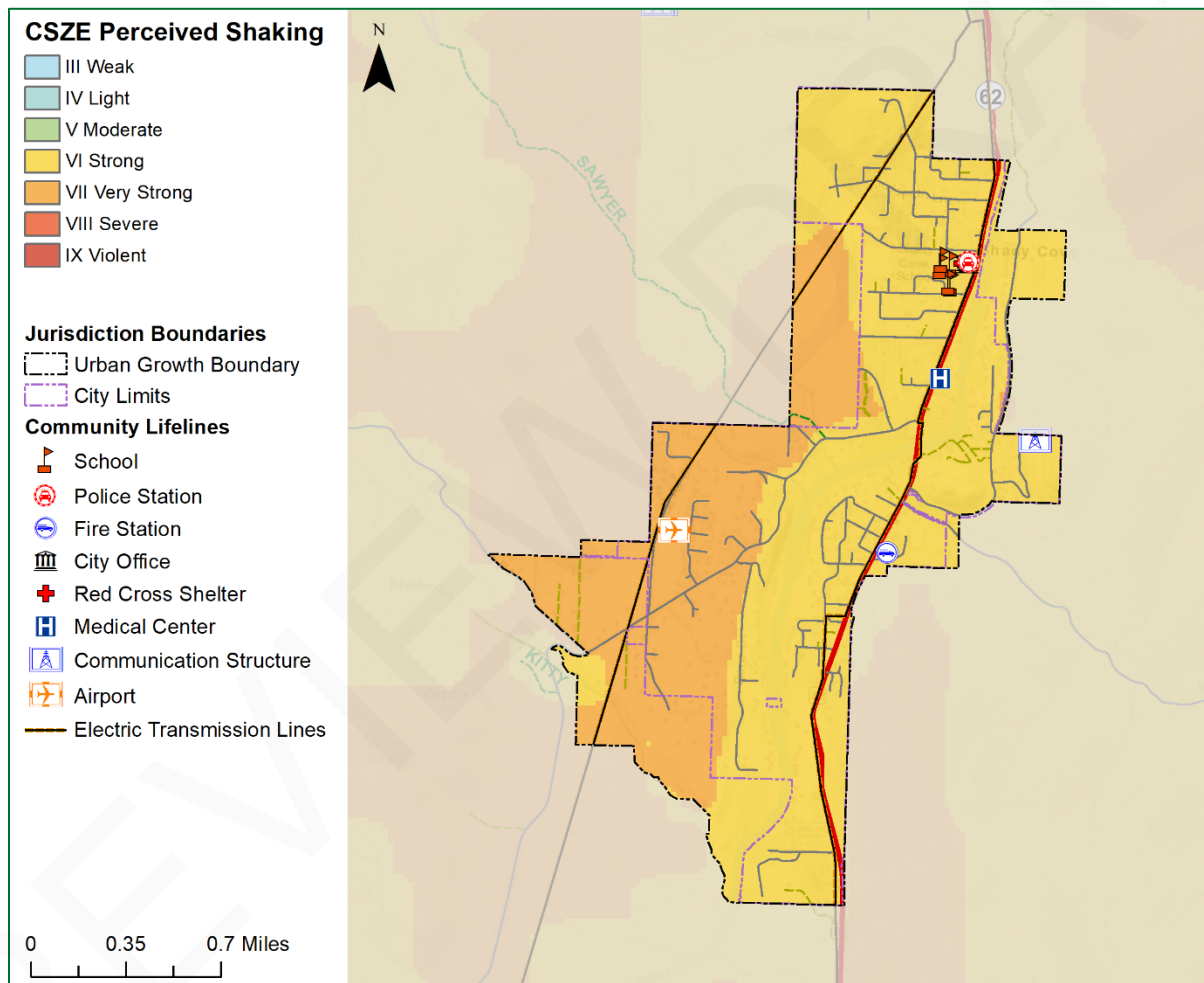 CSZE Perceived Shaking
III Weak
IV Light
V Moderate
VI Strong
VII Very Strong
VIII Severe
IX Violent
Jurisdiction Boundaries
Urban Growth Boundary
City Limits
Community Lifelines
School
Police Station
Fire Station
City Office
Red Cross Shelter
Medical Center
Communication Structure
Airport
Electric Transmission Lines
0 0.35 0.7 Miles
N
62
SAWYER
hady Cov
H
KITTY